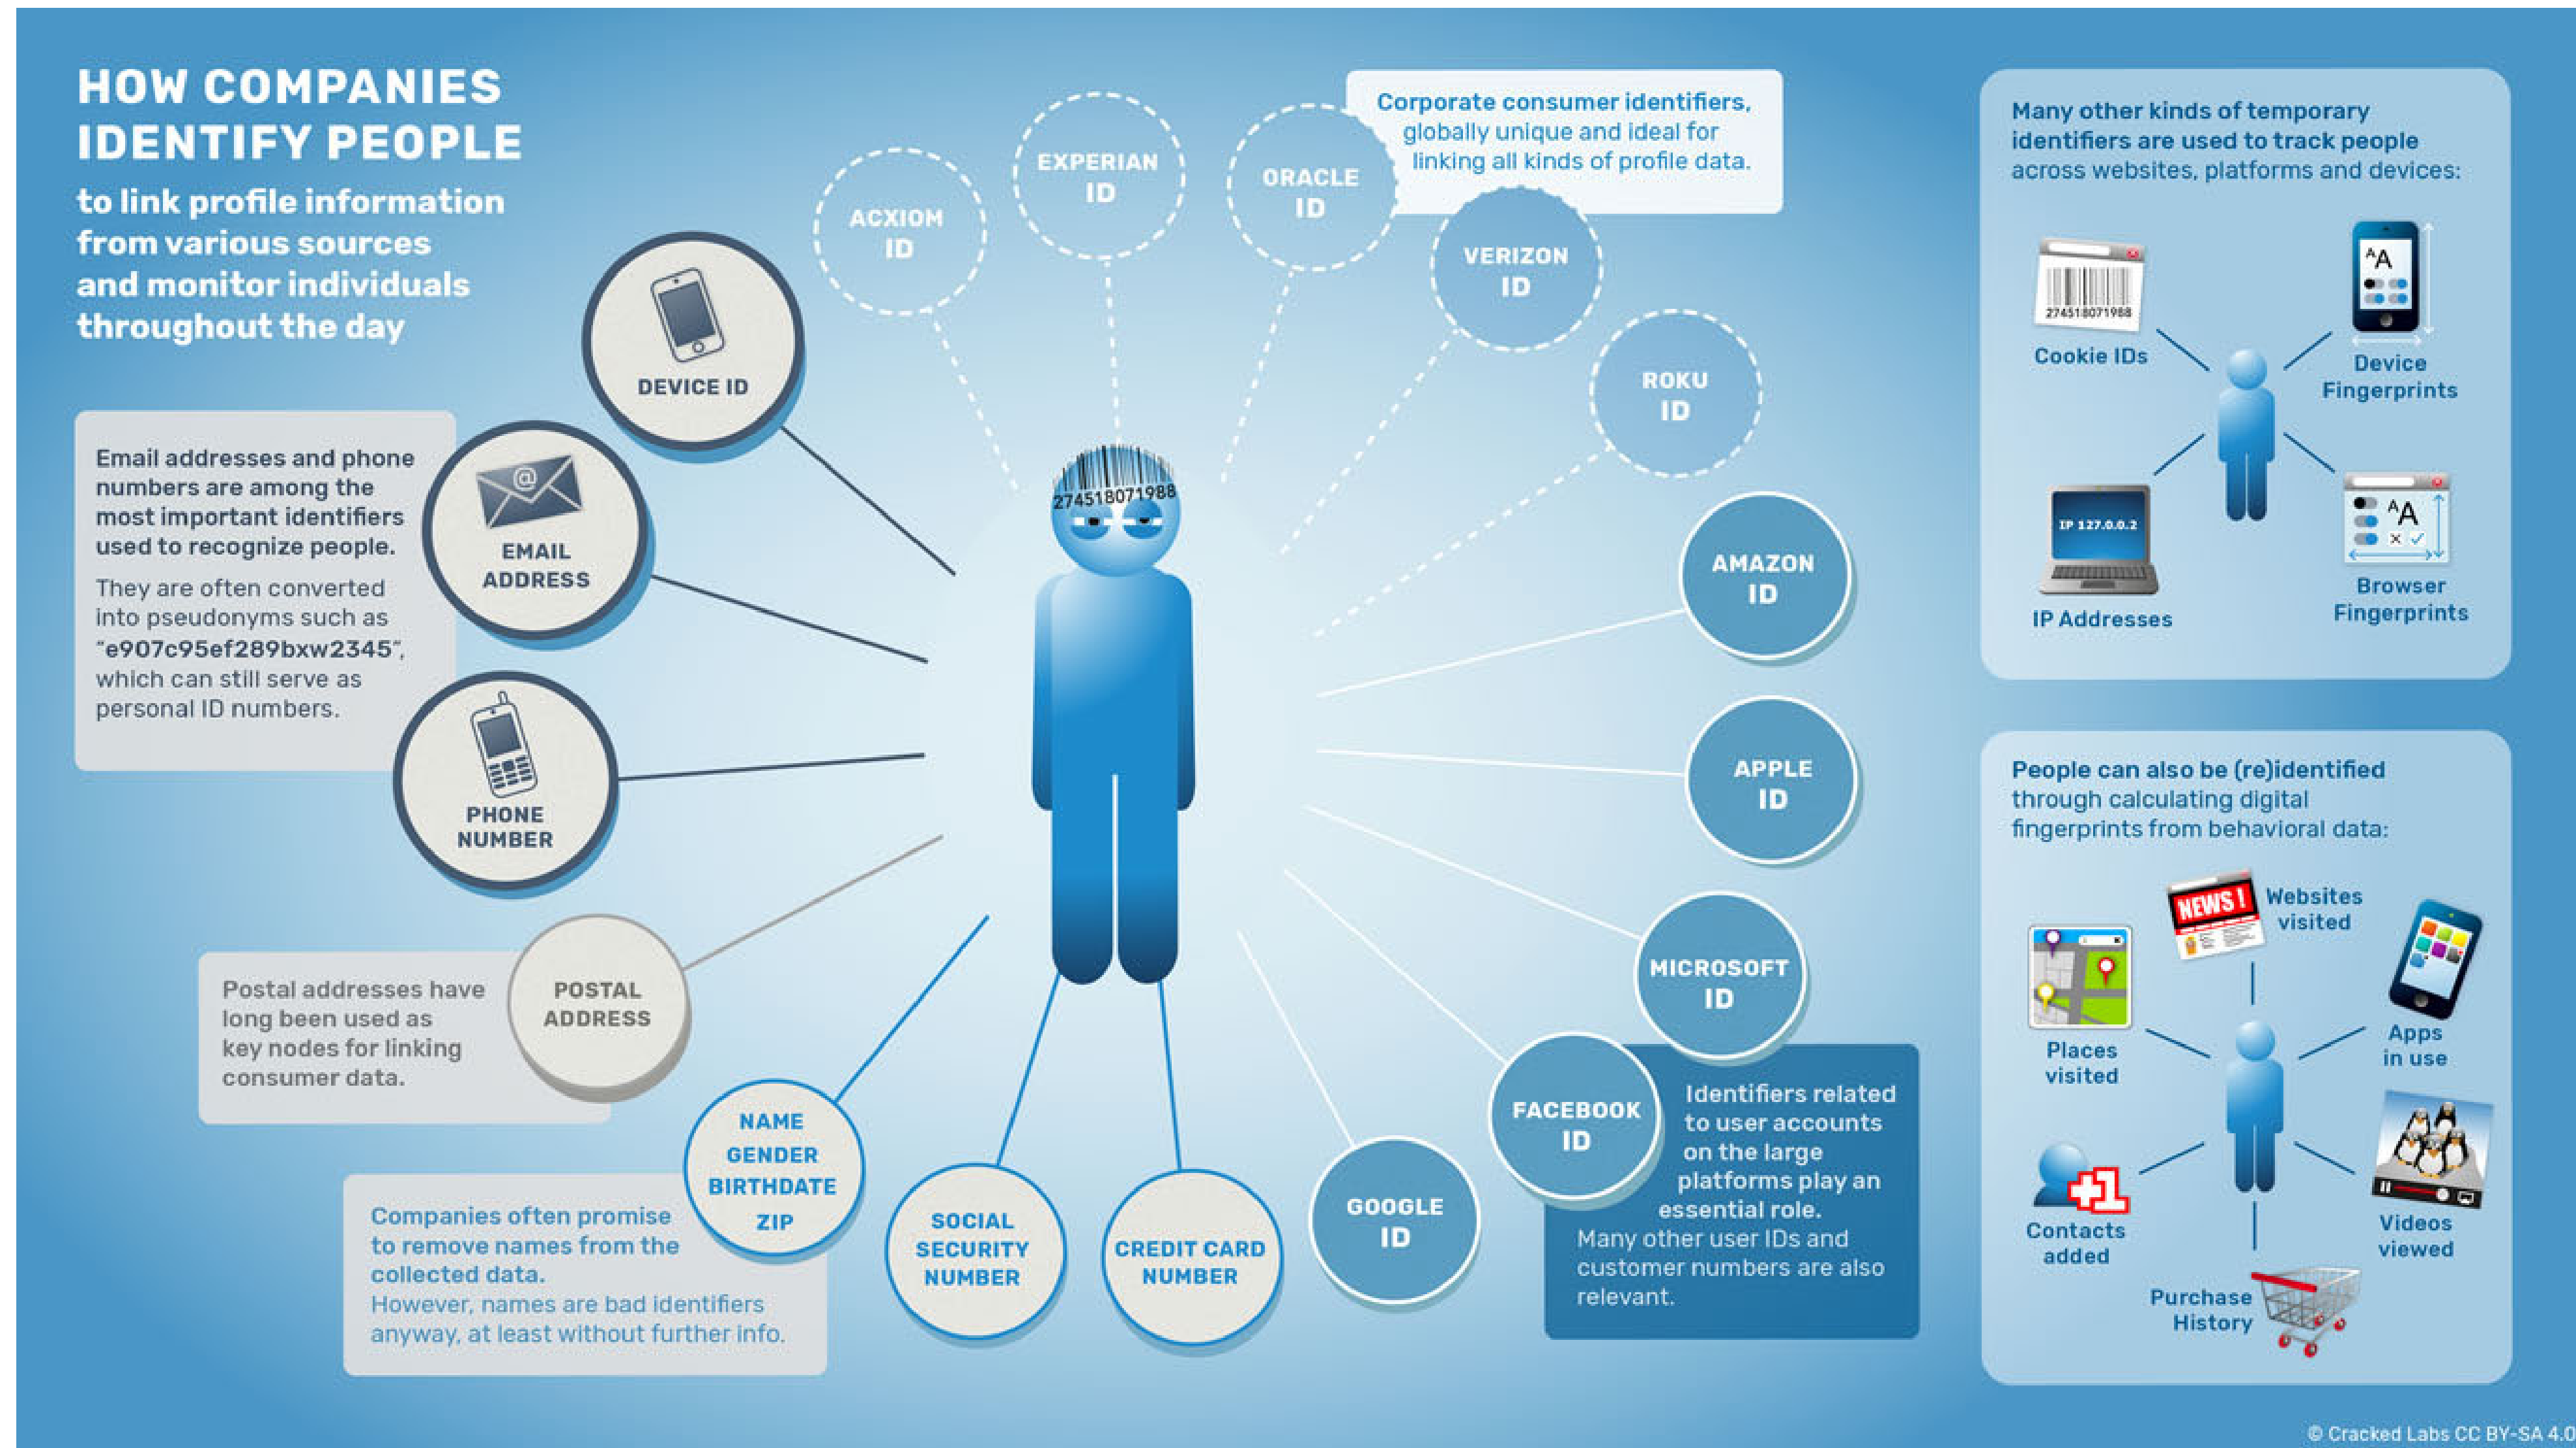 HOW COMPANIES
IDENTIFY PEOPLE
to link profile information
from various sources
and monitor individuals
throughout the day
Email addresses and phone
numbers are among the
most important identifiers
used to recognize people.
They are often converted
into pseudonyms such as
“e907c95ef289bxw2345”,
which can still serve as
personal ID numbers.
DEVICE ID
@
EMAIL
ADDRESS
PHONE
NUMBER
Postal addresses have
long been used as
key nodes for linking
consumer data.
POSTAL
ADDRESS
Companies often promise
to remove names from the
collected data.
However, names are bad identifiers
anyway, at least without further info.
NAME
GENDER
BIRTHDATE
ZIP
SOCIAL
SECURITY
NUMBER
CREDIT CARD
NUMBER
274518071988
ACXIOM
ID
EXPERIAN
ID
ORACLE
ID
Corporate consumer identifiers,
globally unique and ideal for
linking all kinds of profile data.
VERIZON
ID
ROKU
ID
AMAZON
ID
APPLE
ID
MICROSOFT
ID
FACEBOOK
ID
GOOGLE
ID
Identifiers related
to user accounts
on the large
platforms play an
essential role.
Many other user IDs and
customer numbers are also
relevant.
Many other kinds of temporary
identifiers are used to track people
across websites, platforms and devices:
274518071988
Cookie IDs
AA
Device
Fingerprints
IP 127.0.0.2
IP Addresses
AA
Browser
Fingerprints
People can also be (re)identified
through calculating digital
fingerprints from behavioral data:
NEWS !
Websites
visited
Places
visited
Apps
in use
+1
Contacts
added
Videos
viewed
Purchase
History
© Cracked Labs CC BY-SA 4.0